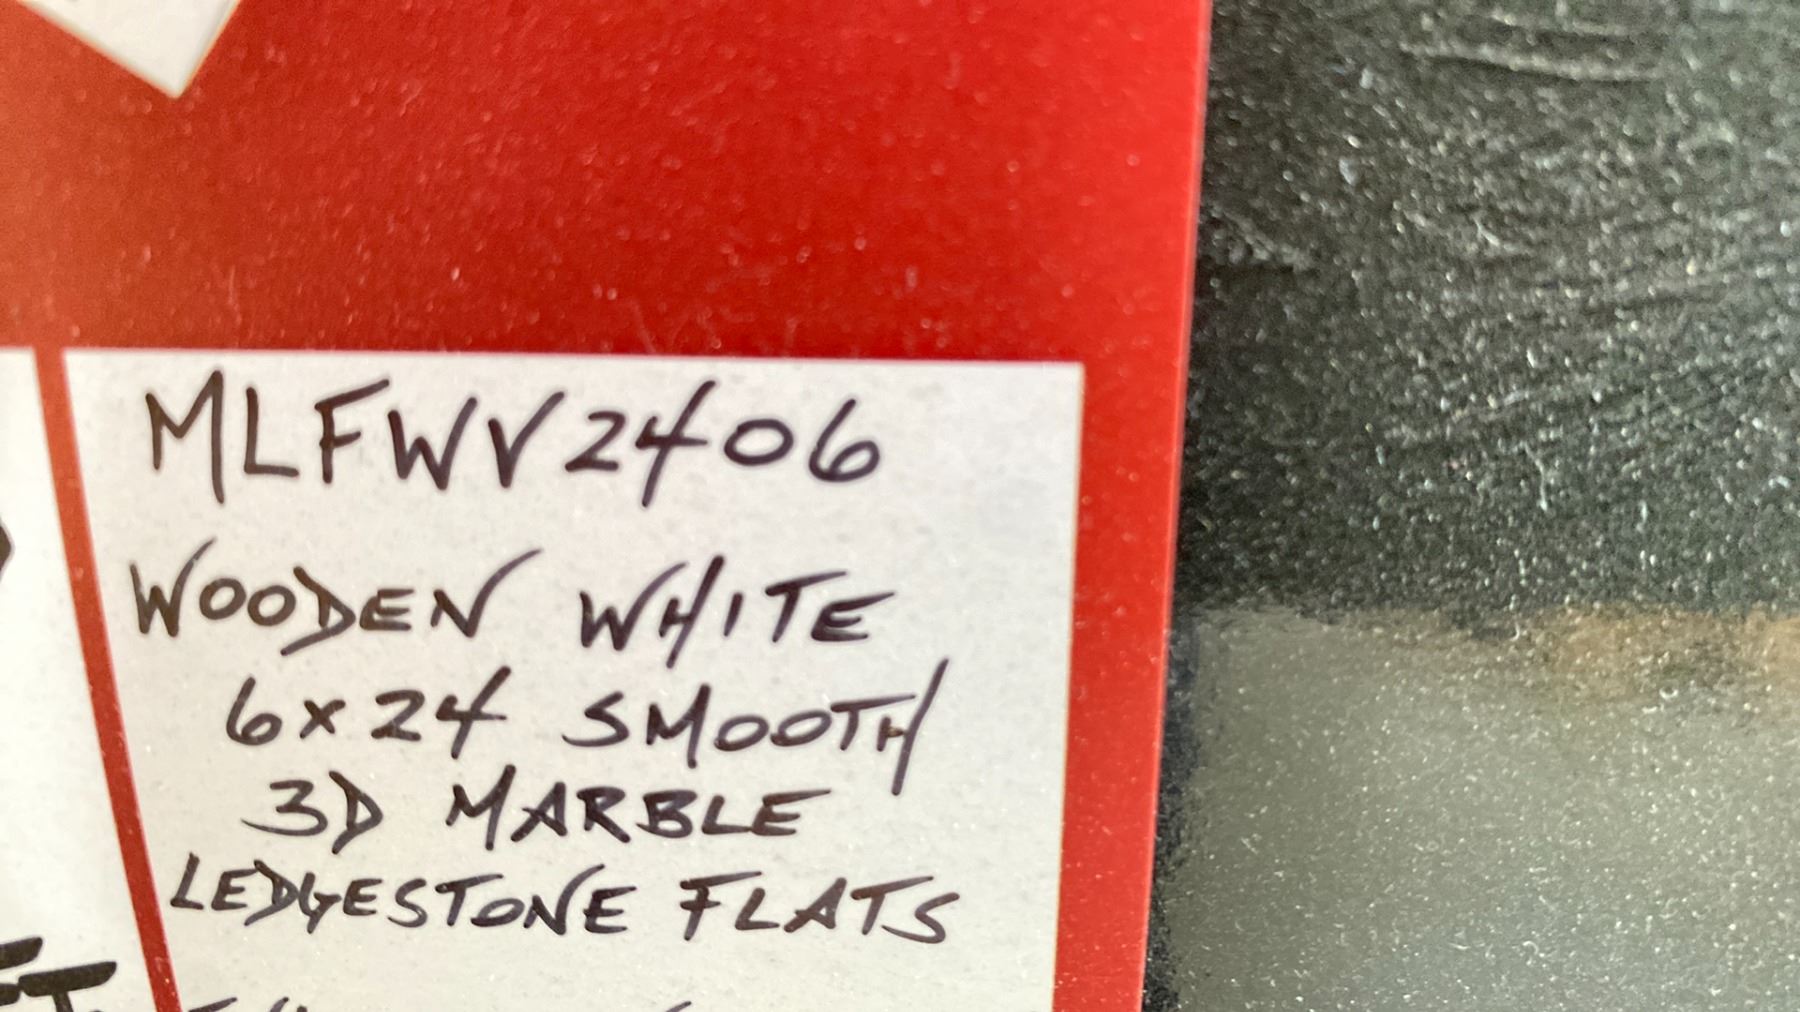 MLFWV2406
WOODEN WHITE
6x24 SMOOTH
3D MARBLE
LEDGESTONE FLATS